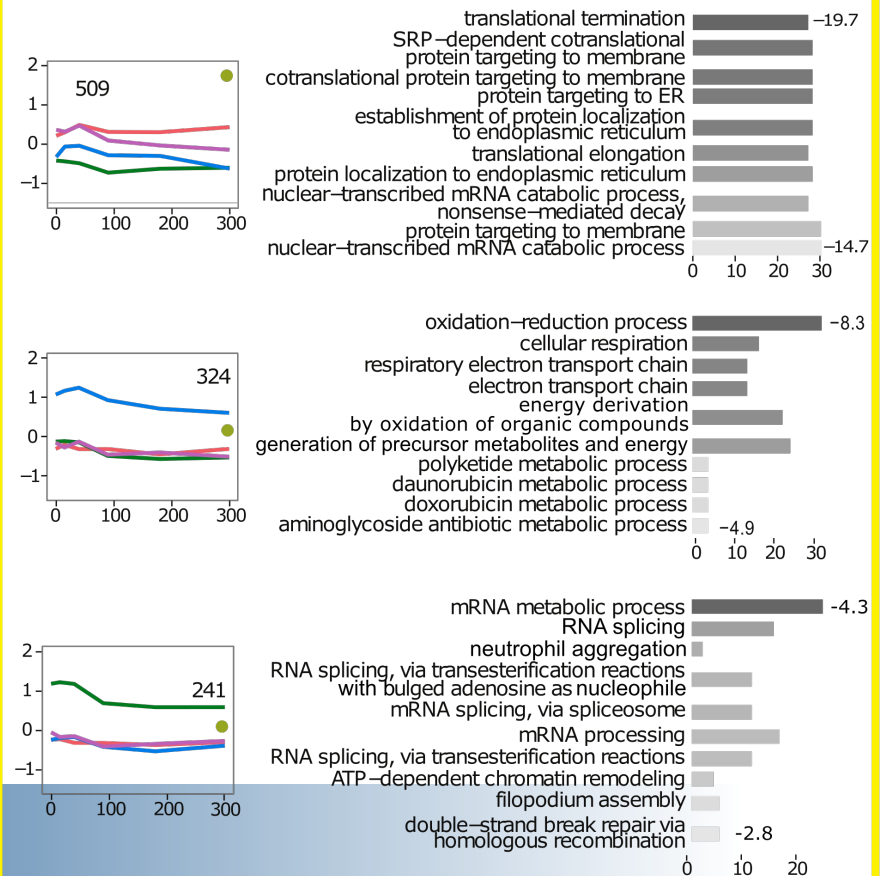 translational termination
−19.7
SRP−dependent cotranslational
protein targeting to membrane
cotranslational protein targeting to membrane
protein targeting to ER
establishment of protein localization
to endoplasmic reticulum
translational elongation
protein localization to endoplasmic reticulum
nuclear−transcribed mRNA catabolic process,
nonsense−mediated decay
protein targeting to membrane
nuclear−transcribed mRNA catabolic process
−14.7
0 10 20 30
2
1
0
−1
509
0 100 200 300
oxidation−reduction process
−8.3
cellular respiration
respiratory electron transport chain
electron transport chain
energy derivation
by oxidation of organic compounds
generation of precursor metabolites and energy
polyketide metabolic process
daunorubicin metabolic process
doxorubicin metabolic process
aminoglycoside antibiotic metabolic process
−4.9
0 10 20 30
2
1
0
−1
324
0 100 200 300
mRNA metabolic process
-4.3
RNA splicing
neutrophil aggregation
RNA splicing, via transesterification reactions
with bulged adenosine as nucleophile
mRNA splicing, via spliceosome
mRNA processing
RNA splicing, via transesterification reactions
ATP−dependent chromatin remodeling
filopodium assembly
double−strand break repair via
homologous recombination
-2.8
0 10 20
2
1
0
−1
241
0 100 200 300